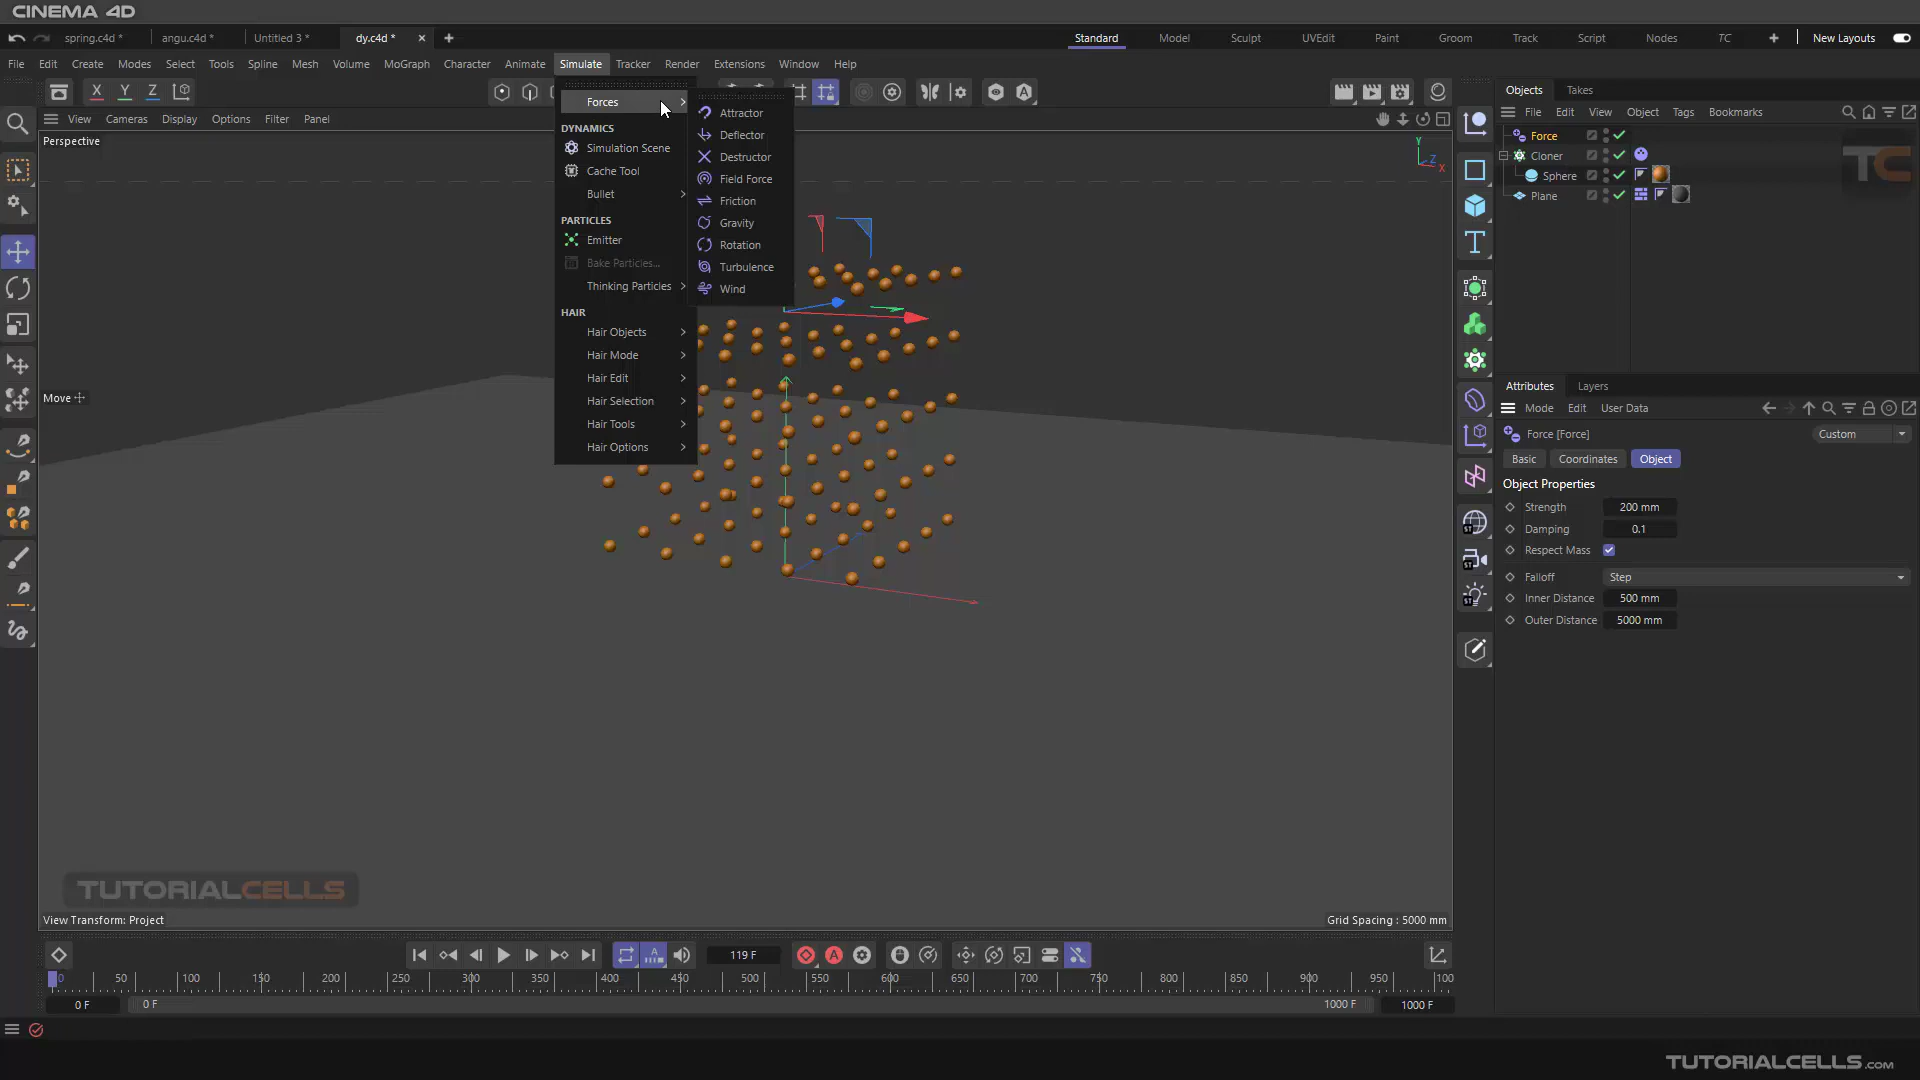 CINEMA 4D
spring.c4d *
angu.c4d *
Untitled 3 *
dy.c4d *
Standard
Model
Sculpt
UVEdit
Paint
Groom
Track
Script
Nodes
TC
New Layouts
File Edit Create Modes Select Tools Spline Mesh Volume MoGraph Character Animate Simulate Tracker Render Extensions Window Help
X Y Z
View Cameras Display Options Filter Panel
Perspective
Forces
DYNAMICS
Simulation Scene
Cache Tool
Bullet
PARTICLES
Emitter
Bake Particles...
Thinking Particles
HAIR
Hair Objects
Hair Mode
Hair Edit
Hair Selection
Hair Tools
Hair Options
Attractor
Deflector
Destructor
Field Force
Friction
Gravity
Rotation
Turbulence
Wind
Y
Z
X
Move
TUTORIALCELLS
View Transform: Project
Grid Spacing : 5000 mm
Objects Takes
File Edit View Object Tags Bookmarks
Force
Cloner
Sphere
Plane
TC
T
ST
ST
ST
Attributes Layers
Mode Edit User Data
Force [Force]
Custom
Basic Coordinates Object
Object Properties
Strength 200 mm
Damping 0.1
Respect Mass
Falloff Step
Inner Distance 500 mm
Outer Distance 5000 mm
119 F
0 50 100 150 200 250 300 350 400 450 500 550 600 650 700 750 800 850 900 950 100
0 F
0 F
1000 F
1000 F
TUTORIALCELLS.com